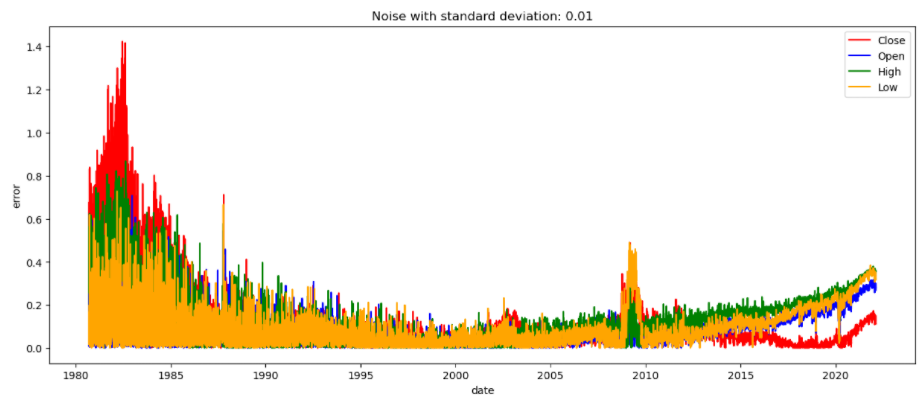 Noise with standard deviation: 0.01
Close
Open
High
Low
1.4
1.2
1.0
0.8
0.6
0.4
0.2
0.0
error
1980 1985 1990 1995 2000 2005 2010 2015 2020
date